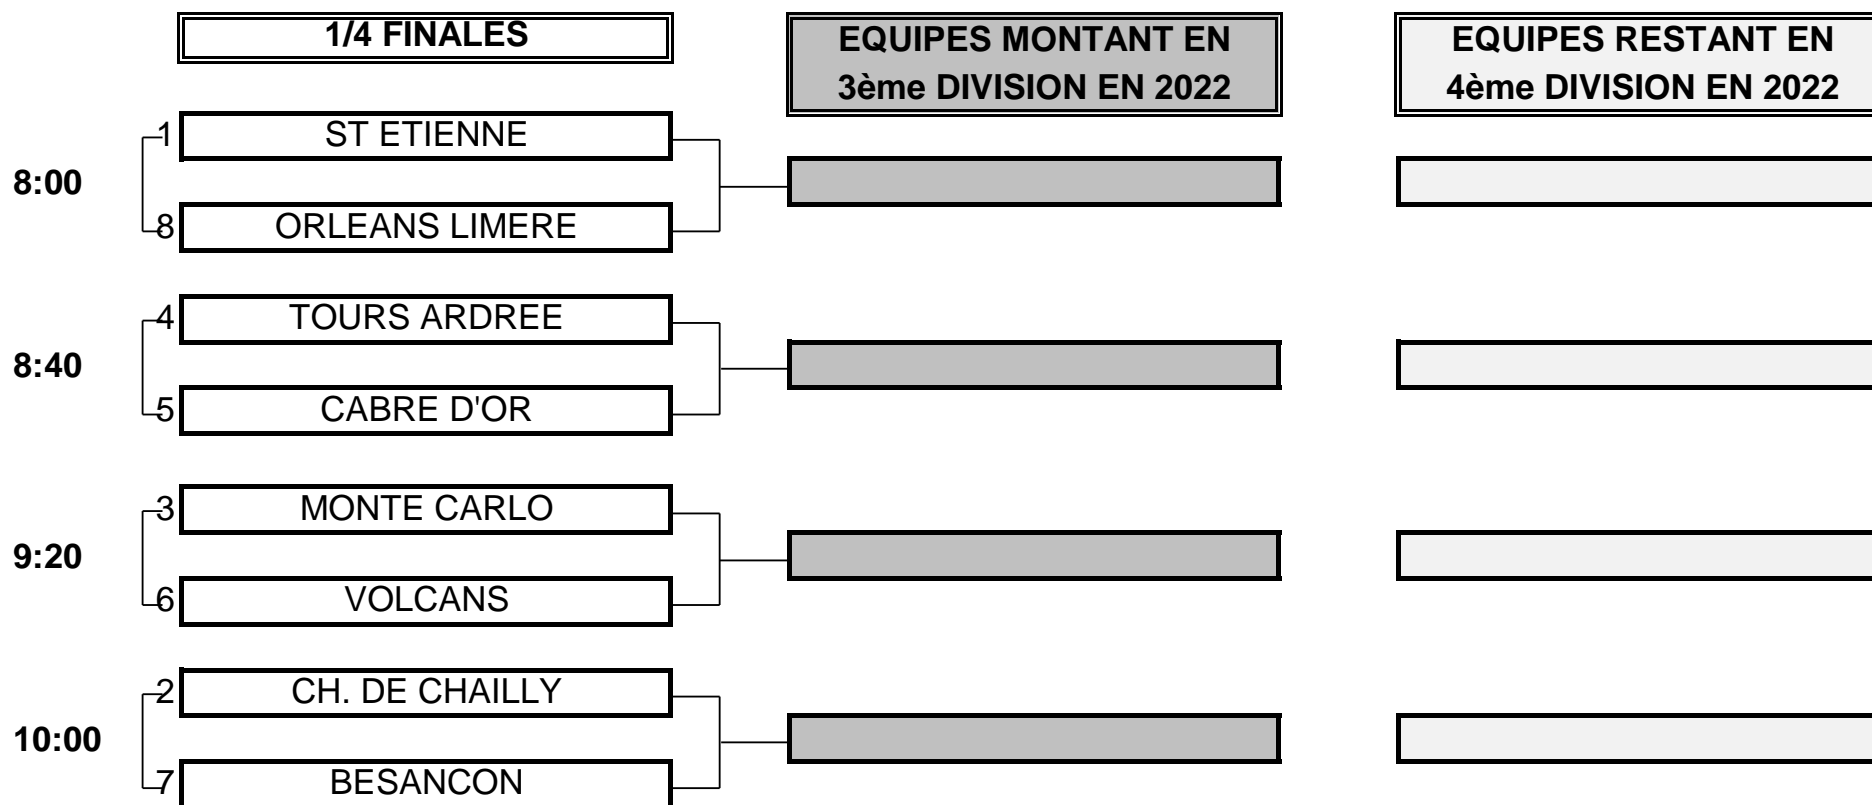 1/4 FINALES
EQUIPES MONTANT EN
3ème DIVISION EN 2022
EQUIPES RESTANT EN
4ème DIVISION EN 2022
1 ST ETIENNE
8:00
8 ORLEANS LIMERE
4 TOURS ARDREE
8:40
5 CABRE D'OR
3 MONTE CARLO
9:20
6 VOLCANS
2 CH. DE CHAILLY
10:00
7 BESANCON